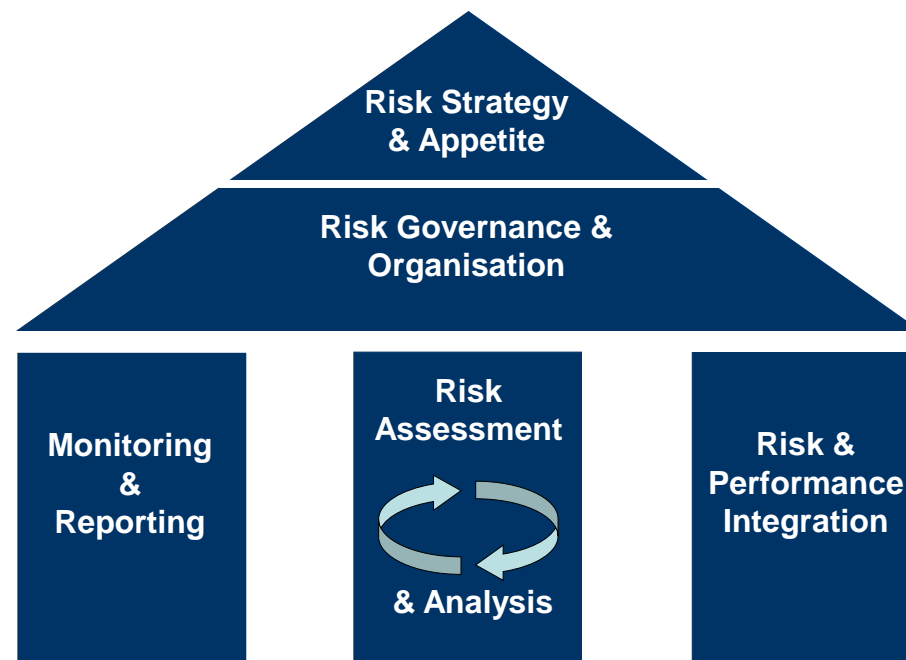 Risk Strategy
& Appetite
Risk Governance &
Organisation
Monitoring
&
Reporting
Risk
Assessment
& Analysis
Risk &
Performance
Integration